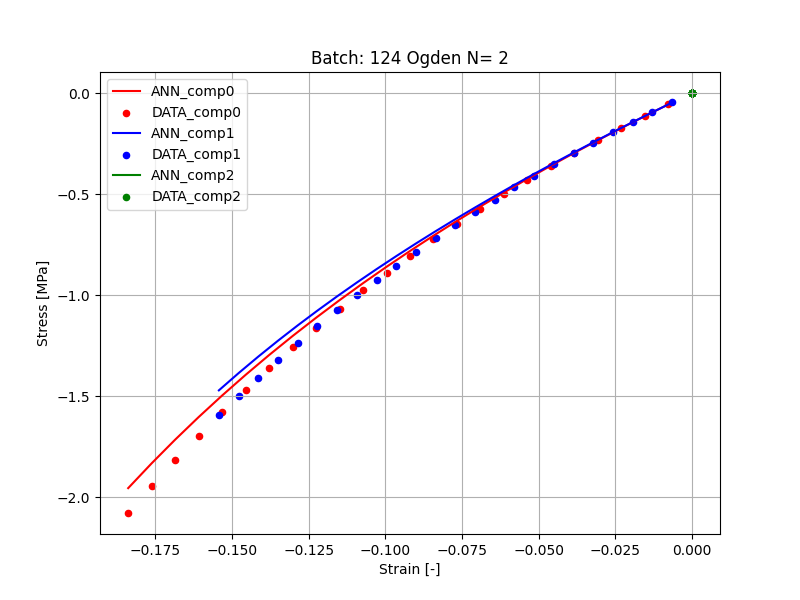 Batch: 124 Ogden N= 2
ANN_comp0
DATA_comp0
ANN_comp1
DATA_comp1
ANN_comp2
DATA_comp2
0.0
−0.5
−1.0
−1.5
−2.0
Stress [MPa]
−0.175 −0.150 −0.125 −0.100 −0.075 −0.050 −0.025 0.000
Strain [-]